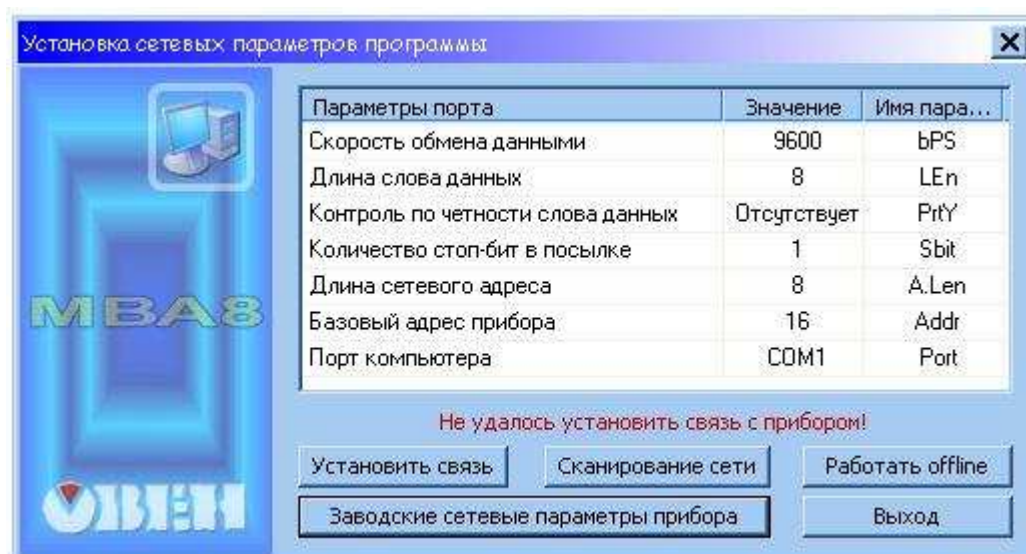 Установка сетевых параметров программы
Параметры порта Значение Имя пара...
Скорость обмена данными 9600 bPS
Длина слова данных 8 LEn
Контроль по четности слова данных Отсутствует PrtY
Количество стоп-бит в посылке 1 Sbit
Длина сетевого адреса 8 A.Len
Базовый адрес прибора 16 Addr
Порт компьютера COM1 Port
МВА8
Не удалось установить связь с прибором!
Установить связь Сканирование сети Работать offline
Заводские сетевые параметры прибора Выход
ОВЕН